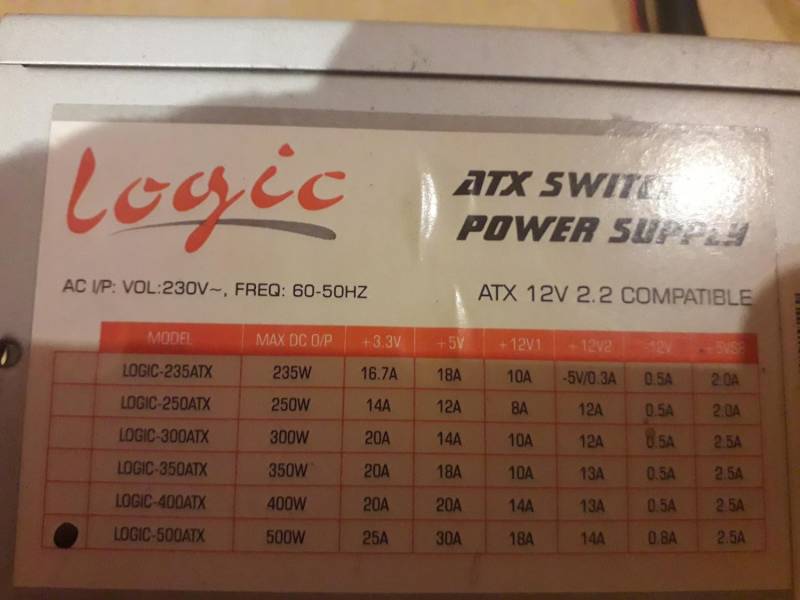 Logic
ATX SWITC
POWER SUPPLY
AC I/P: VOL:230V~, FREQ: 60-50HZ
ATX 12V 2.2 COMPATIBLE
MODEL MAX DC O/P +3.3V +5V +12V1 +12V2 -12V +5VSB
LOGIC-235ATX 235W 16.7A 18A 10A -5V/0.3A 0.5A 2.0A
LOGIC-250ATX 250W 14A 12A 8A 12A 0.5A 2.0A
LOGIC-300ATX 300W 20A 14A 10A 12A 0.5A 2.5A
LOGIC-350ATX 350W 20A 18A 10A 13A 0.5A 2.5A
LOGIC-400ATX 400W 20A 20A 14A 13A 0.5A 2.5A
LOGIC-500ATX 500W 25A 30A 18A 14A 0.8A 2.5A